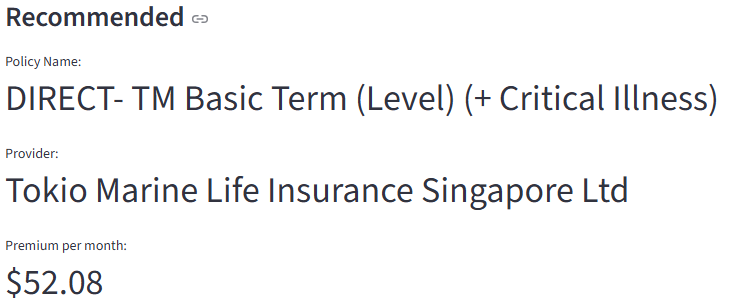 Recommended
Policy Name:
DIRECT- TM Basic Term (Level) (+ Critical Illness)
Provider:
Tokio Marine Life Insurance Singapore Ltd
Premium per month:
$52.08